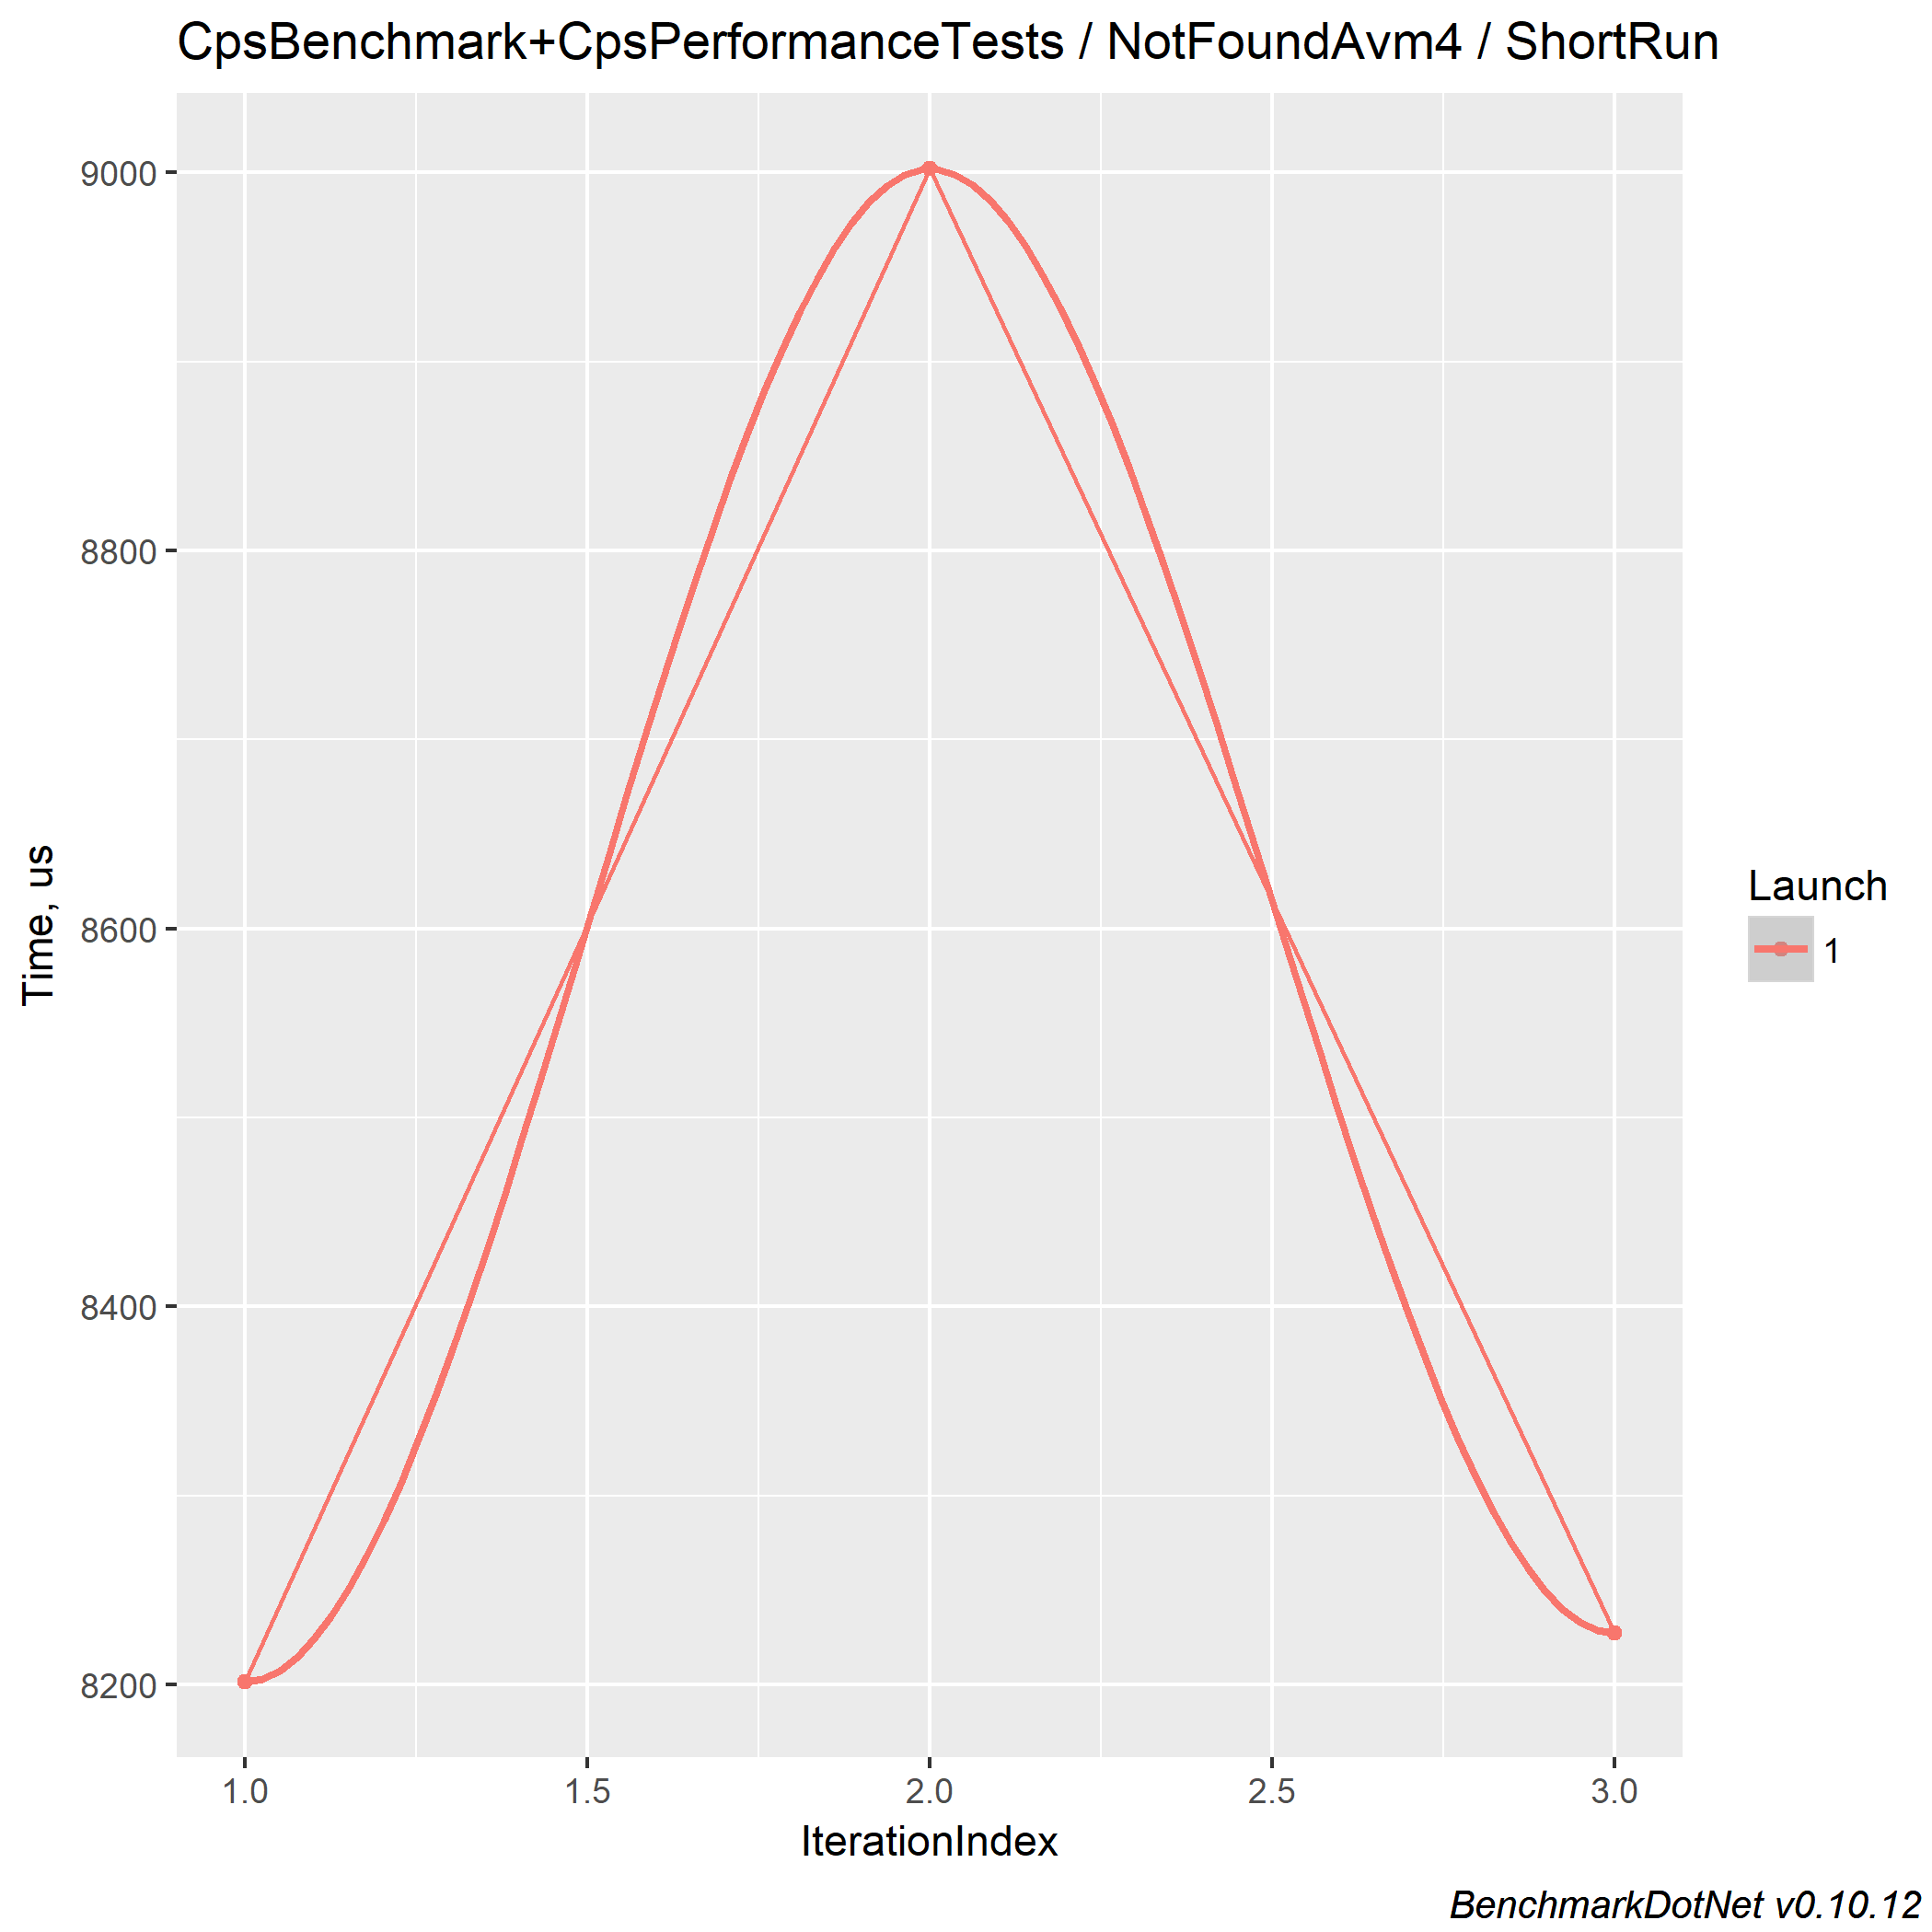 CpsBenchmark+CpsPerformanceTests / NotFoundAvm4 / ShortRun
9000
8800
8600
8400
8200
Time, us
1.0 1.5 2.0 2.5 3.0
IterationIndex
Launch
1
BenchmarkDotNet v0.10.12